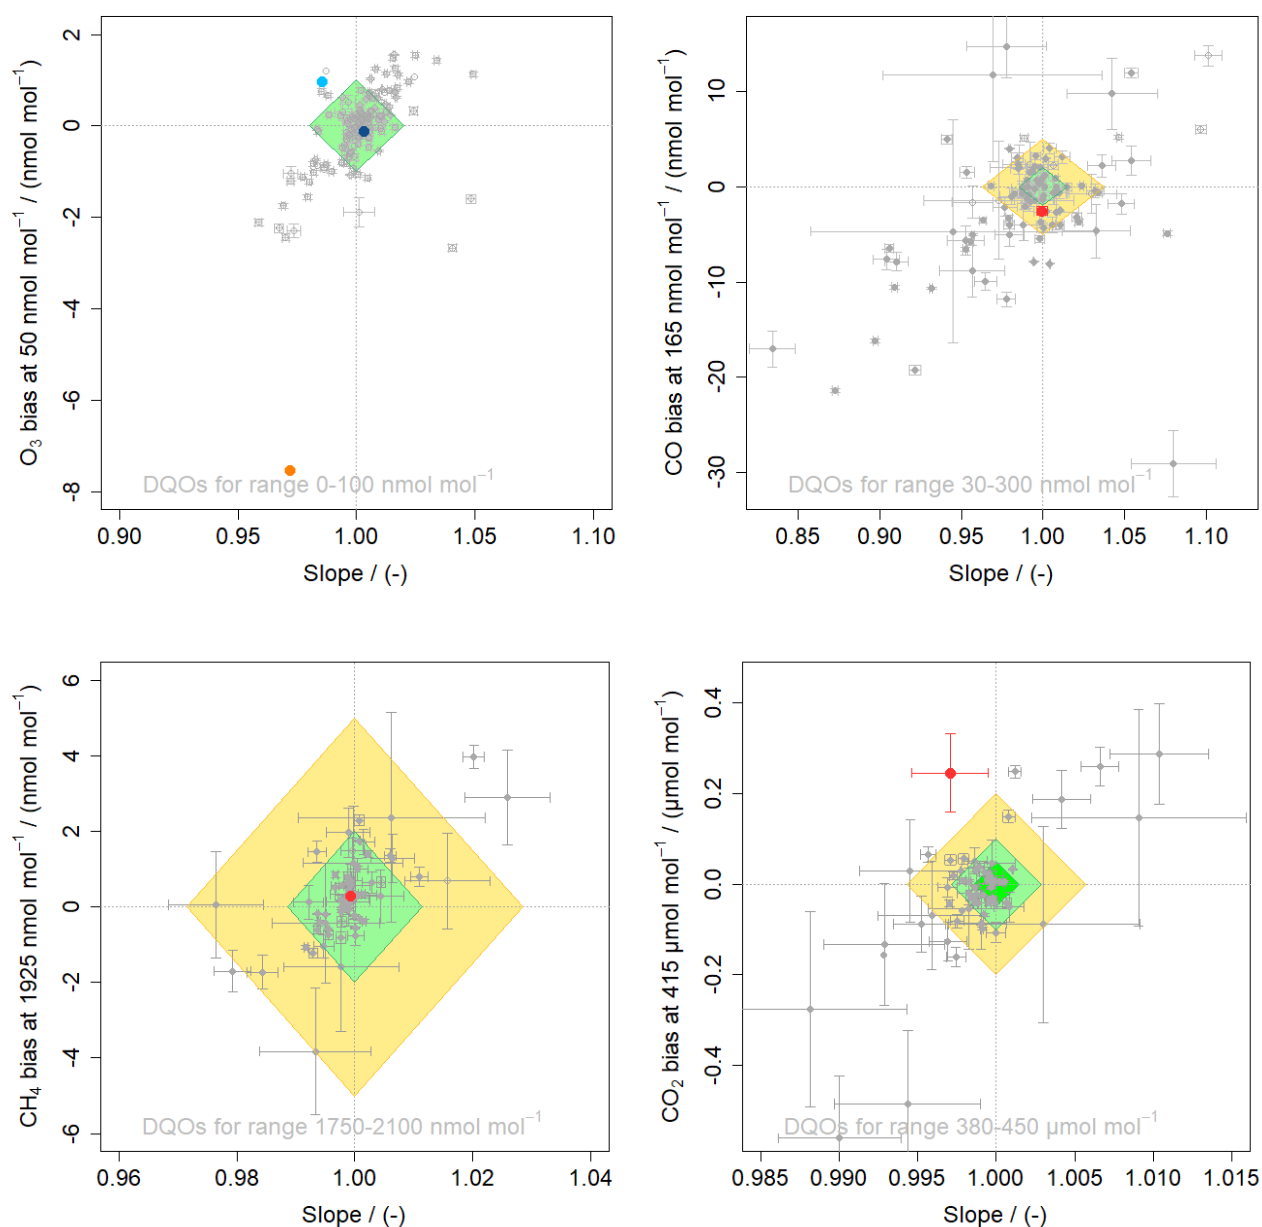 O₃ bias at 50 nmol mol⁻¹ / (nmol mol⁻¹)
2
0
-2
-4
-6
-8
DQOs for range 0-100 nmol mol⁻¹
0.90 0.95 1.00 1.05 1.10
Slope / (-)
CO bias at 165 nmol mol⁻¹ / (nmol mol⁻¹)
10
0
-10
-20
-30
DQOs for range 30-300 nmol mol⁻¹
0.85 0.90 0.95 1.00 1.05 1.10
Slope / (-)
CH₄ bias at 1925 nmol mol⁻¹ / (nmol mol⁻¹)
6
4
2
0
-2
-4
-6
DQOs for range 1750-2100 nmol mol⁻¹
0.96 0.98 1.00 1.02 1.04
Slope / (-)
CO₂ bias at 415 µmol mol⁻¹ / (µmol mol⁻¹)
0.4
0.2
0.0
-0.2
-0.4
DQOs for range 380-450 µmol mol⁻¹
0.985 0.990 0.995 1.000 1.005 1.010 1.015
Slope / (-)